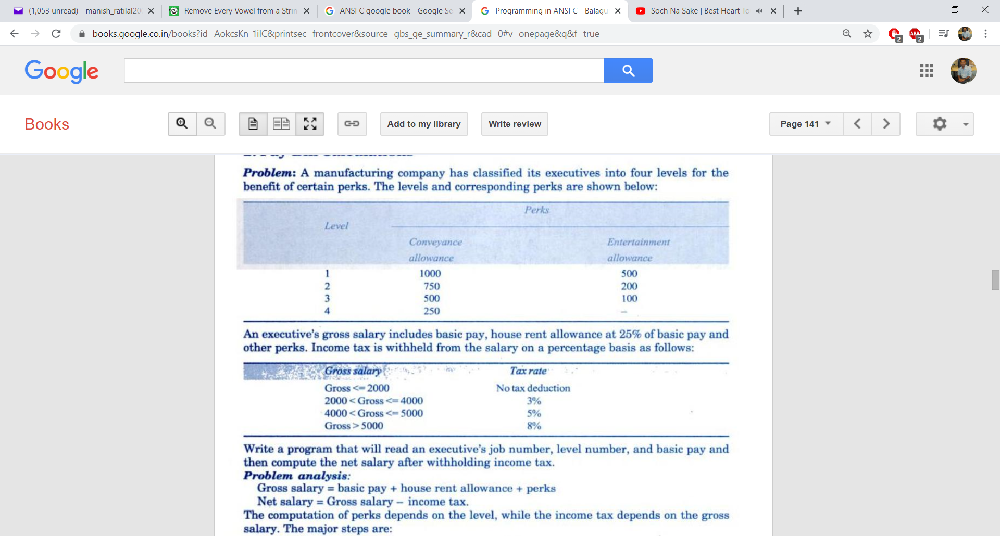 (1,053 unread) - manish_ratilal20
Remove Every Vowel from a Strin
ANSI C google book - Google Se
Programming in ANSI C - Balagu
Soch Na Sake | Best Heart To
books.google.co.in/books?id=AokcsKn-1iIC&printsec=frontcover&source=gbs_ge_summary_r&cad=0#v=onepage&q&f=true
2
ABP
2
Google
Books
Add to my library
Write review
Page 141
Problem: A manufacturing company has classified its executives into four levels for the
benefit of certain perks. The levels and corresponding perks are shown below:
Perks
Level
Conveyance Entertainment
allowance allowance
1 1000 500
2 750 200
3 500 100
4 250 –
An executive's gross salary includes basic pay, house rent allowance at 25% of basic pay and
other perks. Income tax is withheld from the salary on a percentage basis as follows:
Gross salary Tax rate
Gross <= 2000 No tax deduction
2000 < Gross <= 4000 3%
4000 < Gross <= 5000 5%
Gross > 5000 8%
Write a program that will read an executive's job number, level number, and basic pay and
then compute the net salary after withholding income tax.
Problem analysis:
Gross salary = basic pay + house rent allowance + perks
Net salary = Gross salary – income tax.
The computation of perks depends on the level, while the income tax depends on the gross
salary. The major steps are: